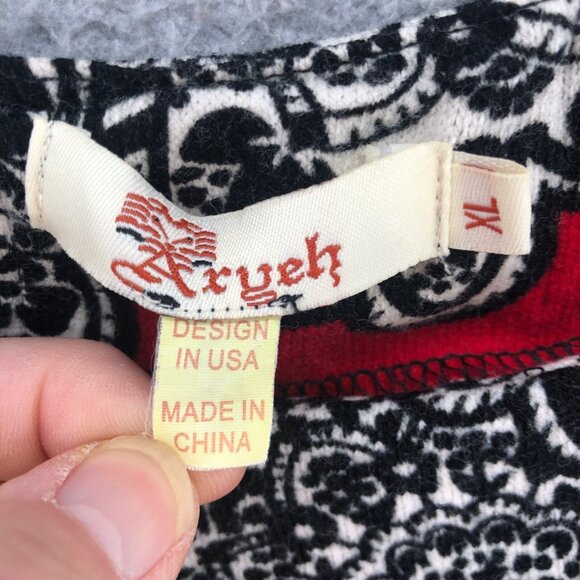 Aryeh
XL
DESIGN
IN USA
MADE IN
CHINA